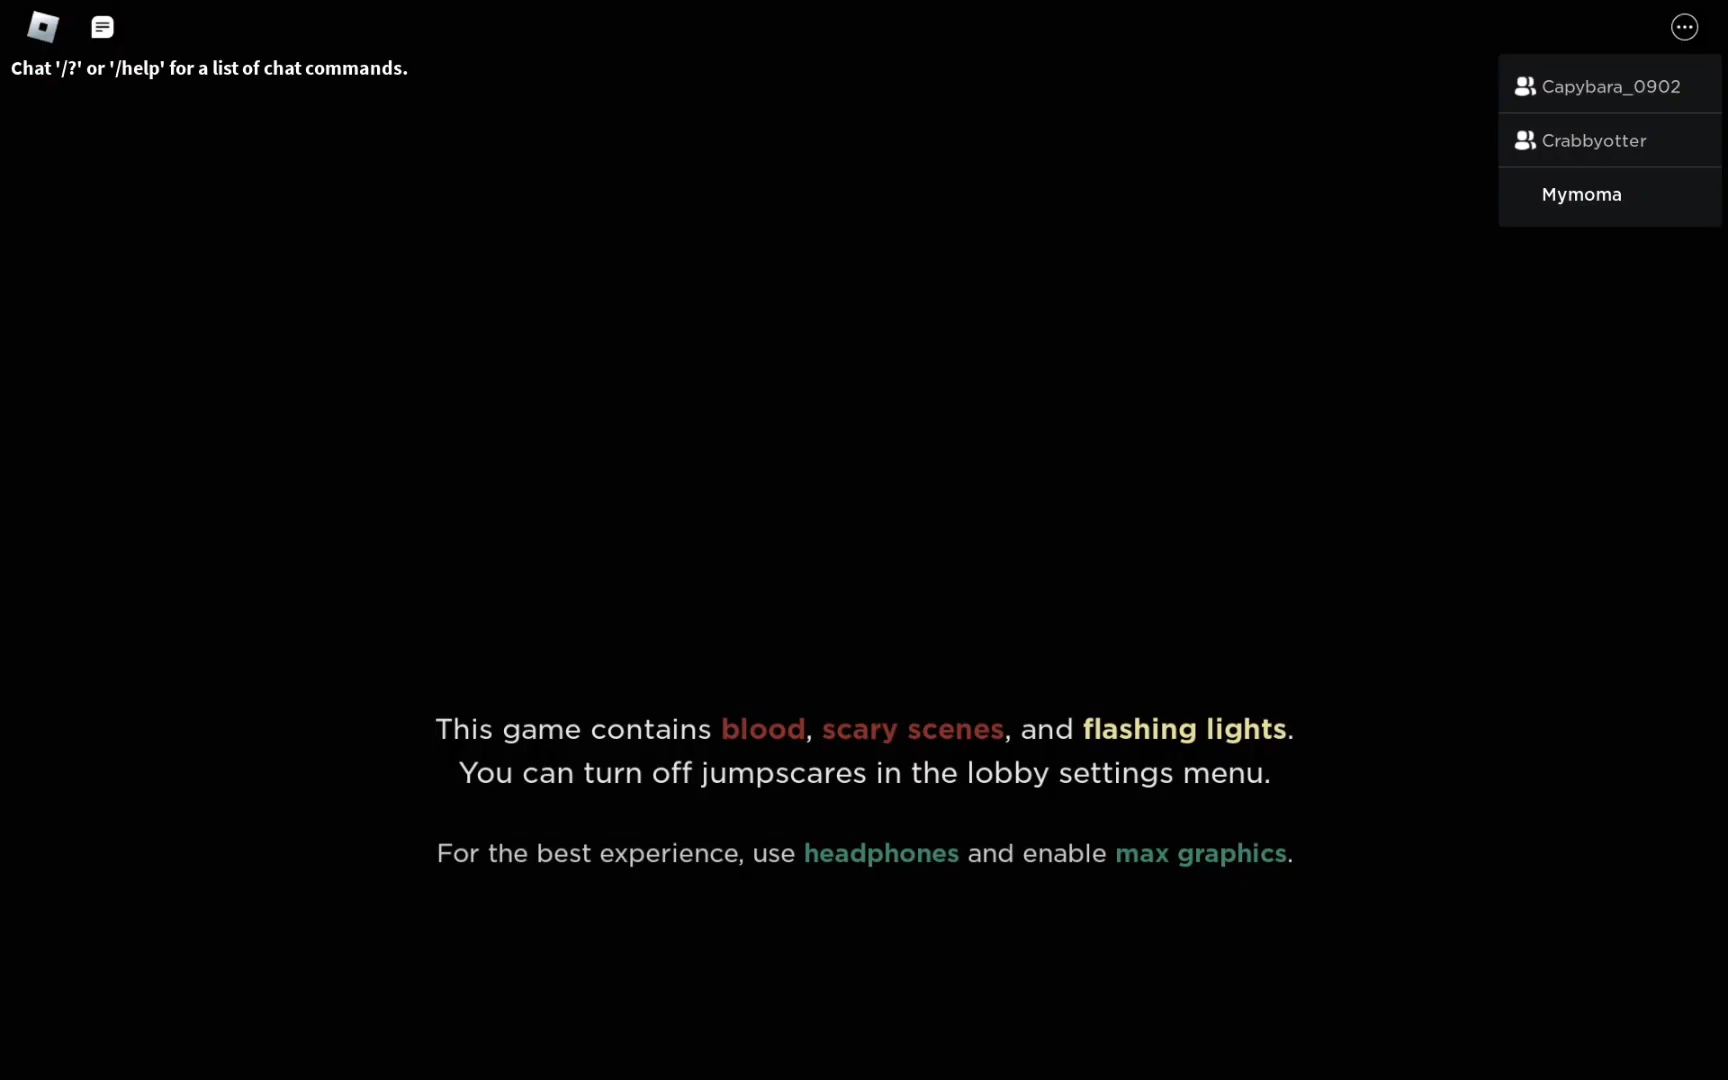 Chat '/?' or '/help' for a list of chat commands.
Capybara_0902
Crabbyotter
Mymoma
This game contains blood, scary scenes, and flashing lights.
You can turn off jumpscares in the lobby settings menu.
For the best experience, use headphones and enable max graphics.